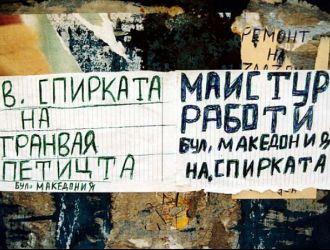 В. СПИРКАТА
НА
ТРАНВАЯ
ПЕТИЦТА
БУЛ. МАКЕДОНИЯ
МАИСТУР
РАБОТИ
БУЛ, МАКЕДОНИЯ
НА, СПИРКАТА
РЕМОНТ
НА